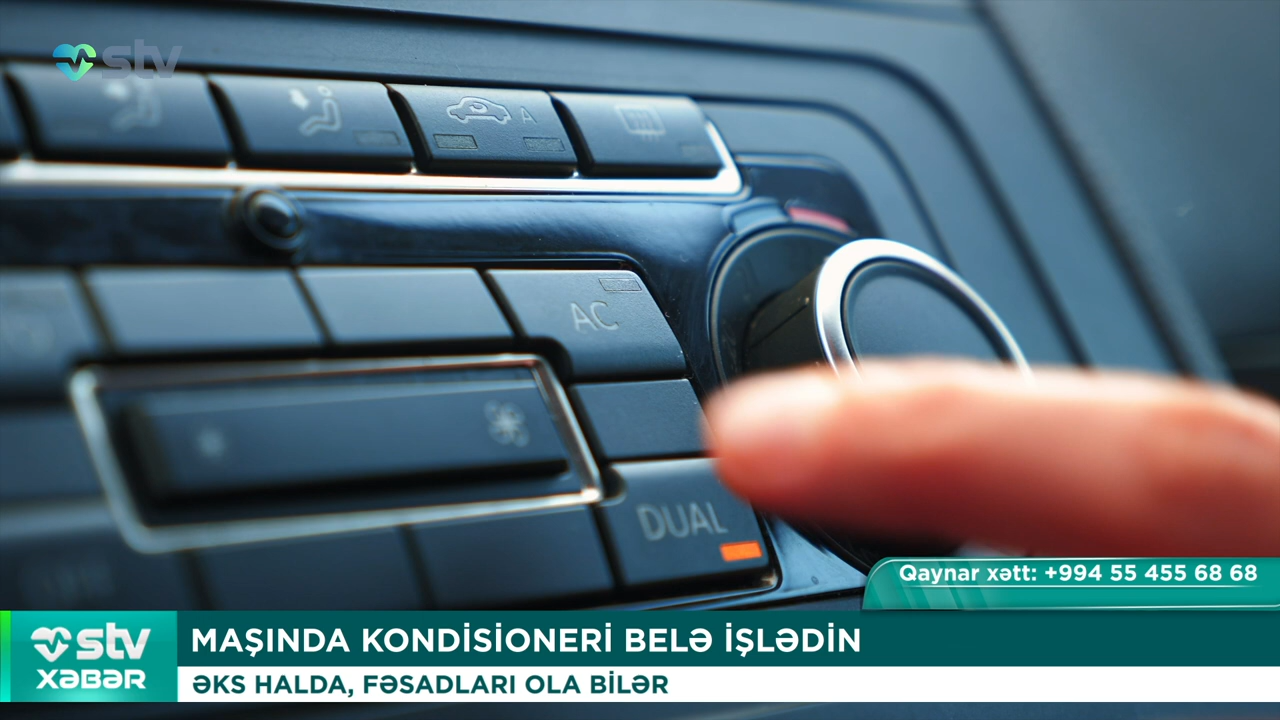 stv
A
AC
DUAL
Qaynar xətt: +994 55 455 68 68
stv
XƏBƏR
MAŞINDA KONDİSİONERİ BELƏ İŞLƏDİN
ƏKS HALDA, FƏSADLARI OLA BİLƏR